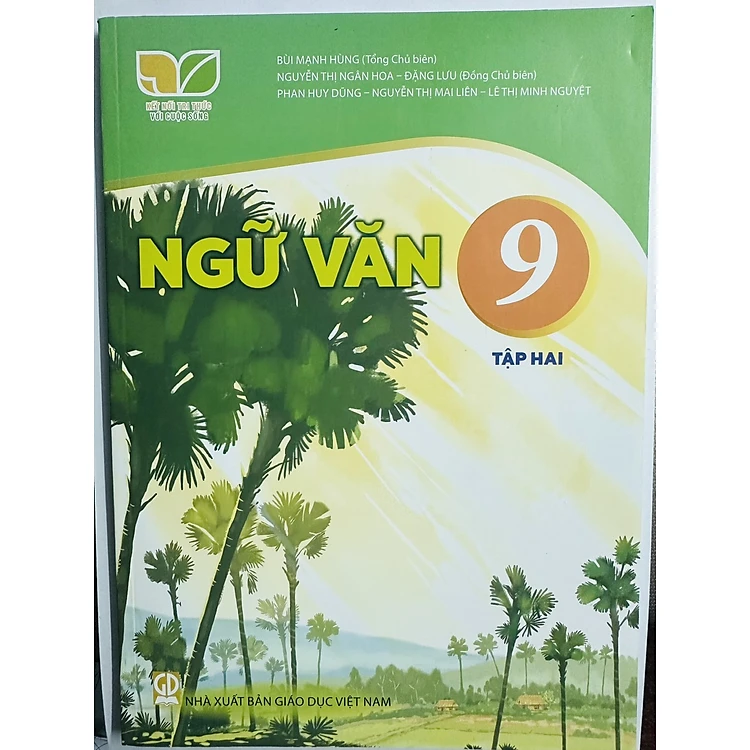 BÙI MẠNH HÙNG (Tổng Chủ biên)
NGUYỄN THỊ NGÂN HOA – ĐẶNG LƯU (Đồng Chủ biên)
PHAN HUY DŨNG – NGUYỄN THỊ MAI LIÊN – LÊ THỊ MINH NGUYỆT
KẾT NỐI TRI THỨC
VỚI CUỘC SỐNG
NGỮ VĂN 9
TẬP HAI
GD
NHÀ XUẤT BẢN GIÁO DỤC VIỆT NAM